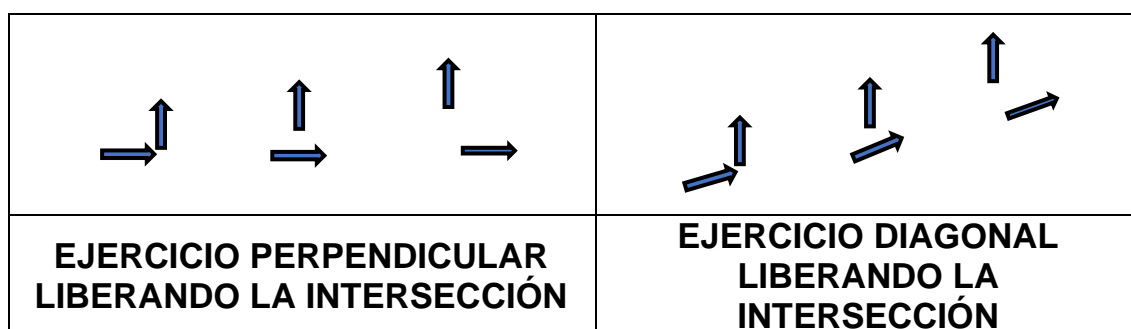 EJERCICIO PERPENDICULAR
LIBERANDO LA INTERSECCIÓN
EJERCICIO DIAGONAL
LIBERANDO LA
INTERSECCIÓN